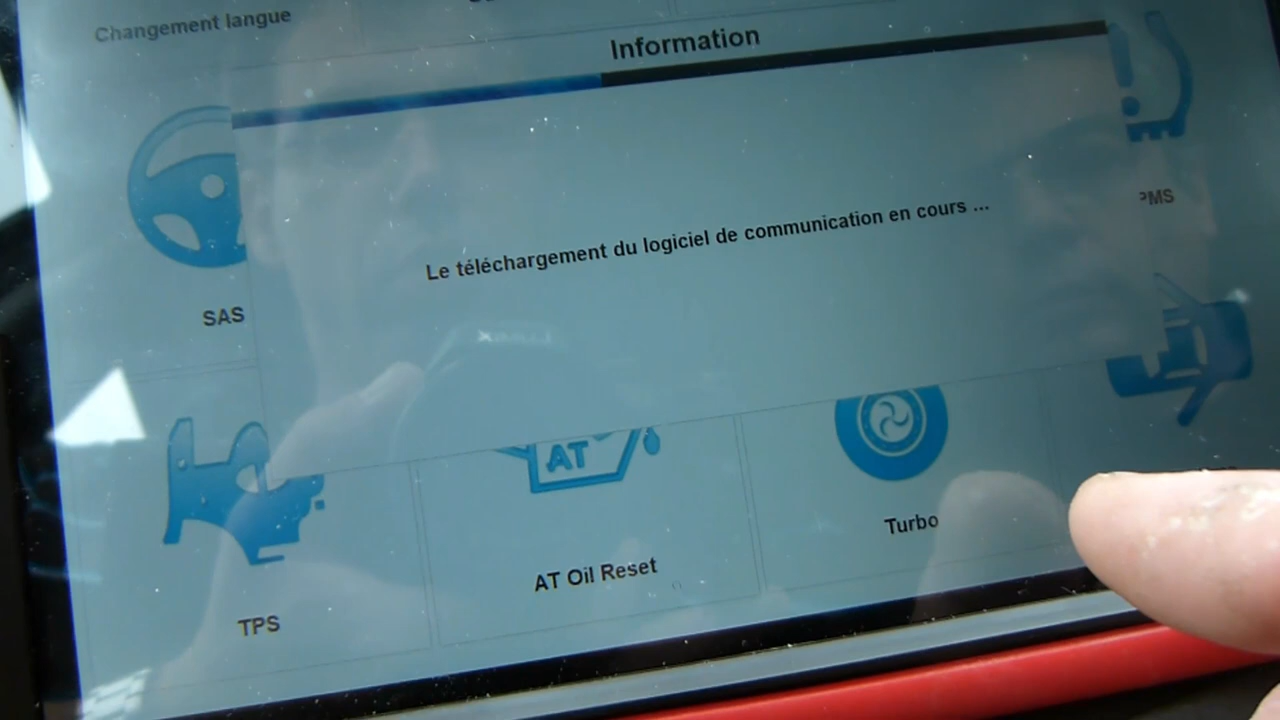 Changement langue
Information
Le téléchargement du logiciel de communication en cours ...
PMS
SAS
AT
Turbo
AT Oil Reset
TPS